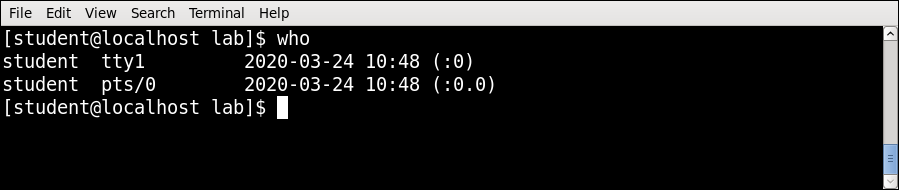 File Edit View Search Terminal Help
[student@localhost lab]$ who
student  tty1         2020-03-24 10:48 (:0)
student  pts/0        2020-03-24 10:48 (:0.0)
[student@localhost lab]$